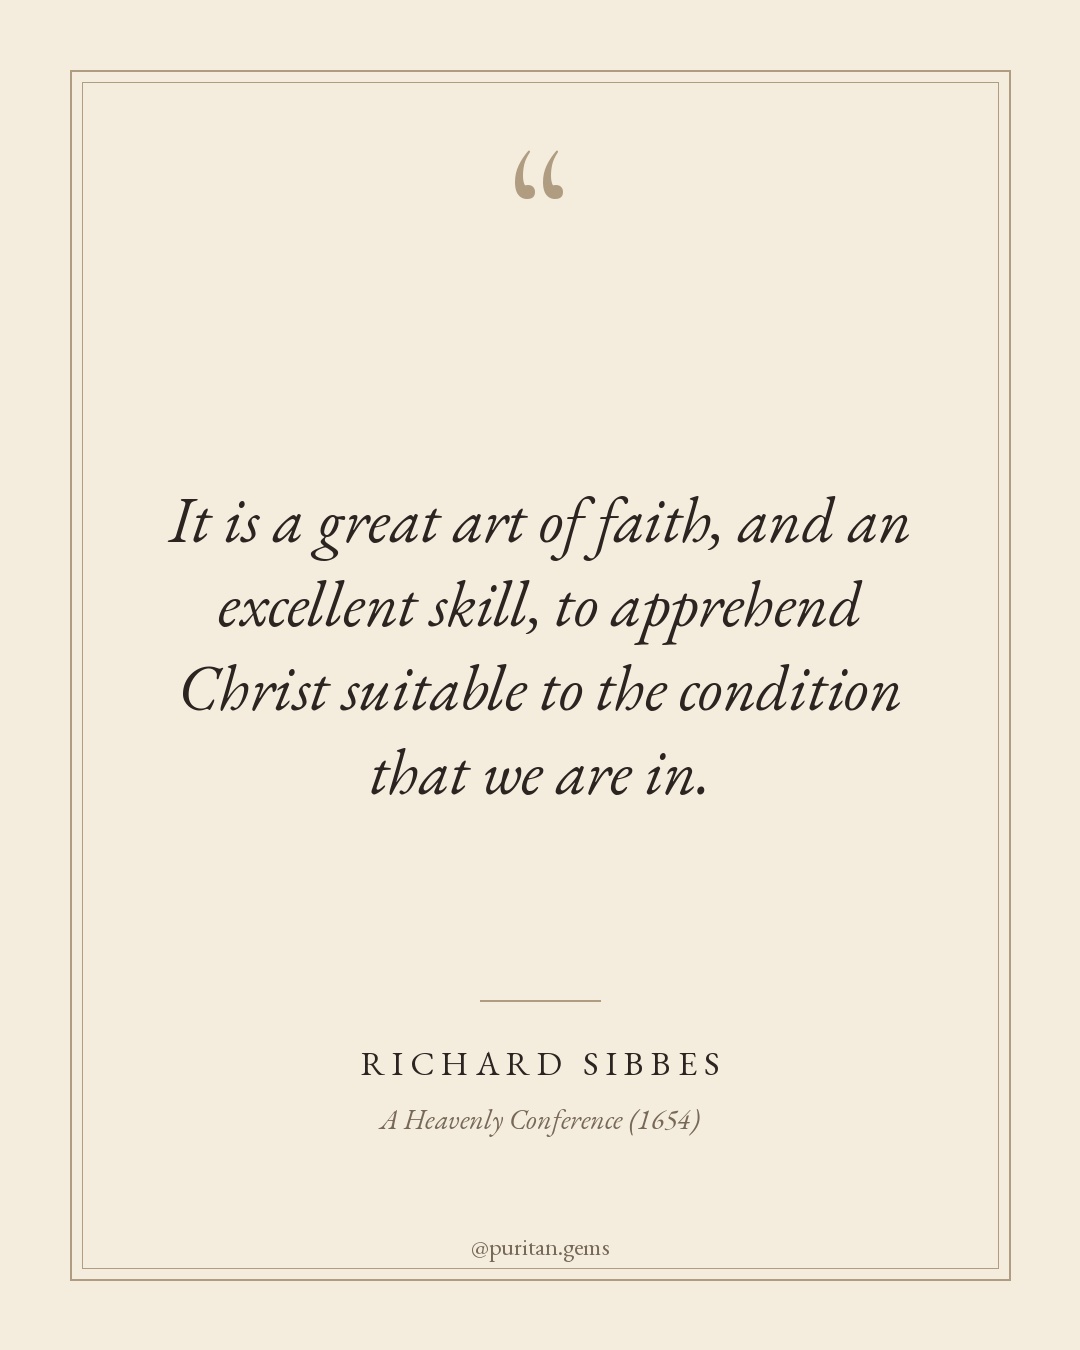 “
It is a great art of faith, and an
excellent skill, to apprehend
Christ suitable to the condition
that we are in.
RICHARD SIBBES
A Heavenly Conference (1654)
@puritan.gems